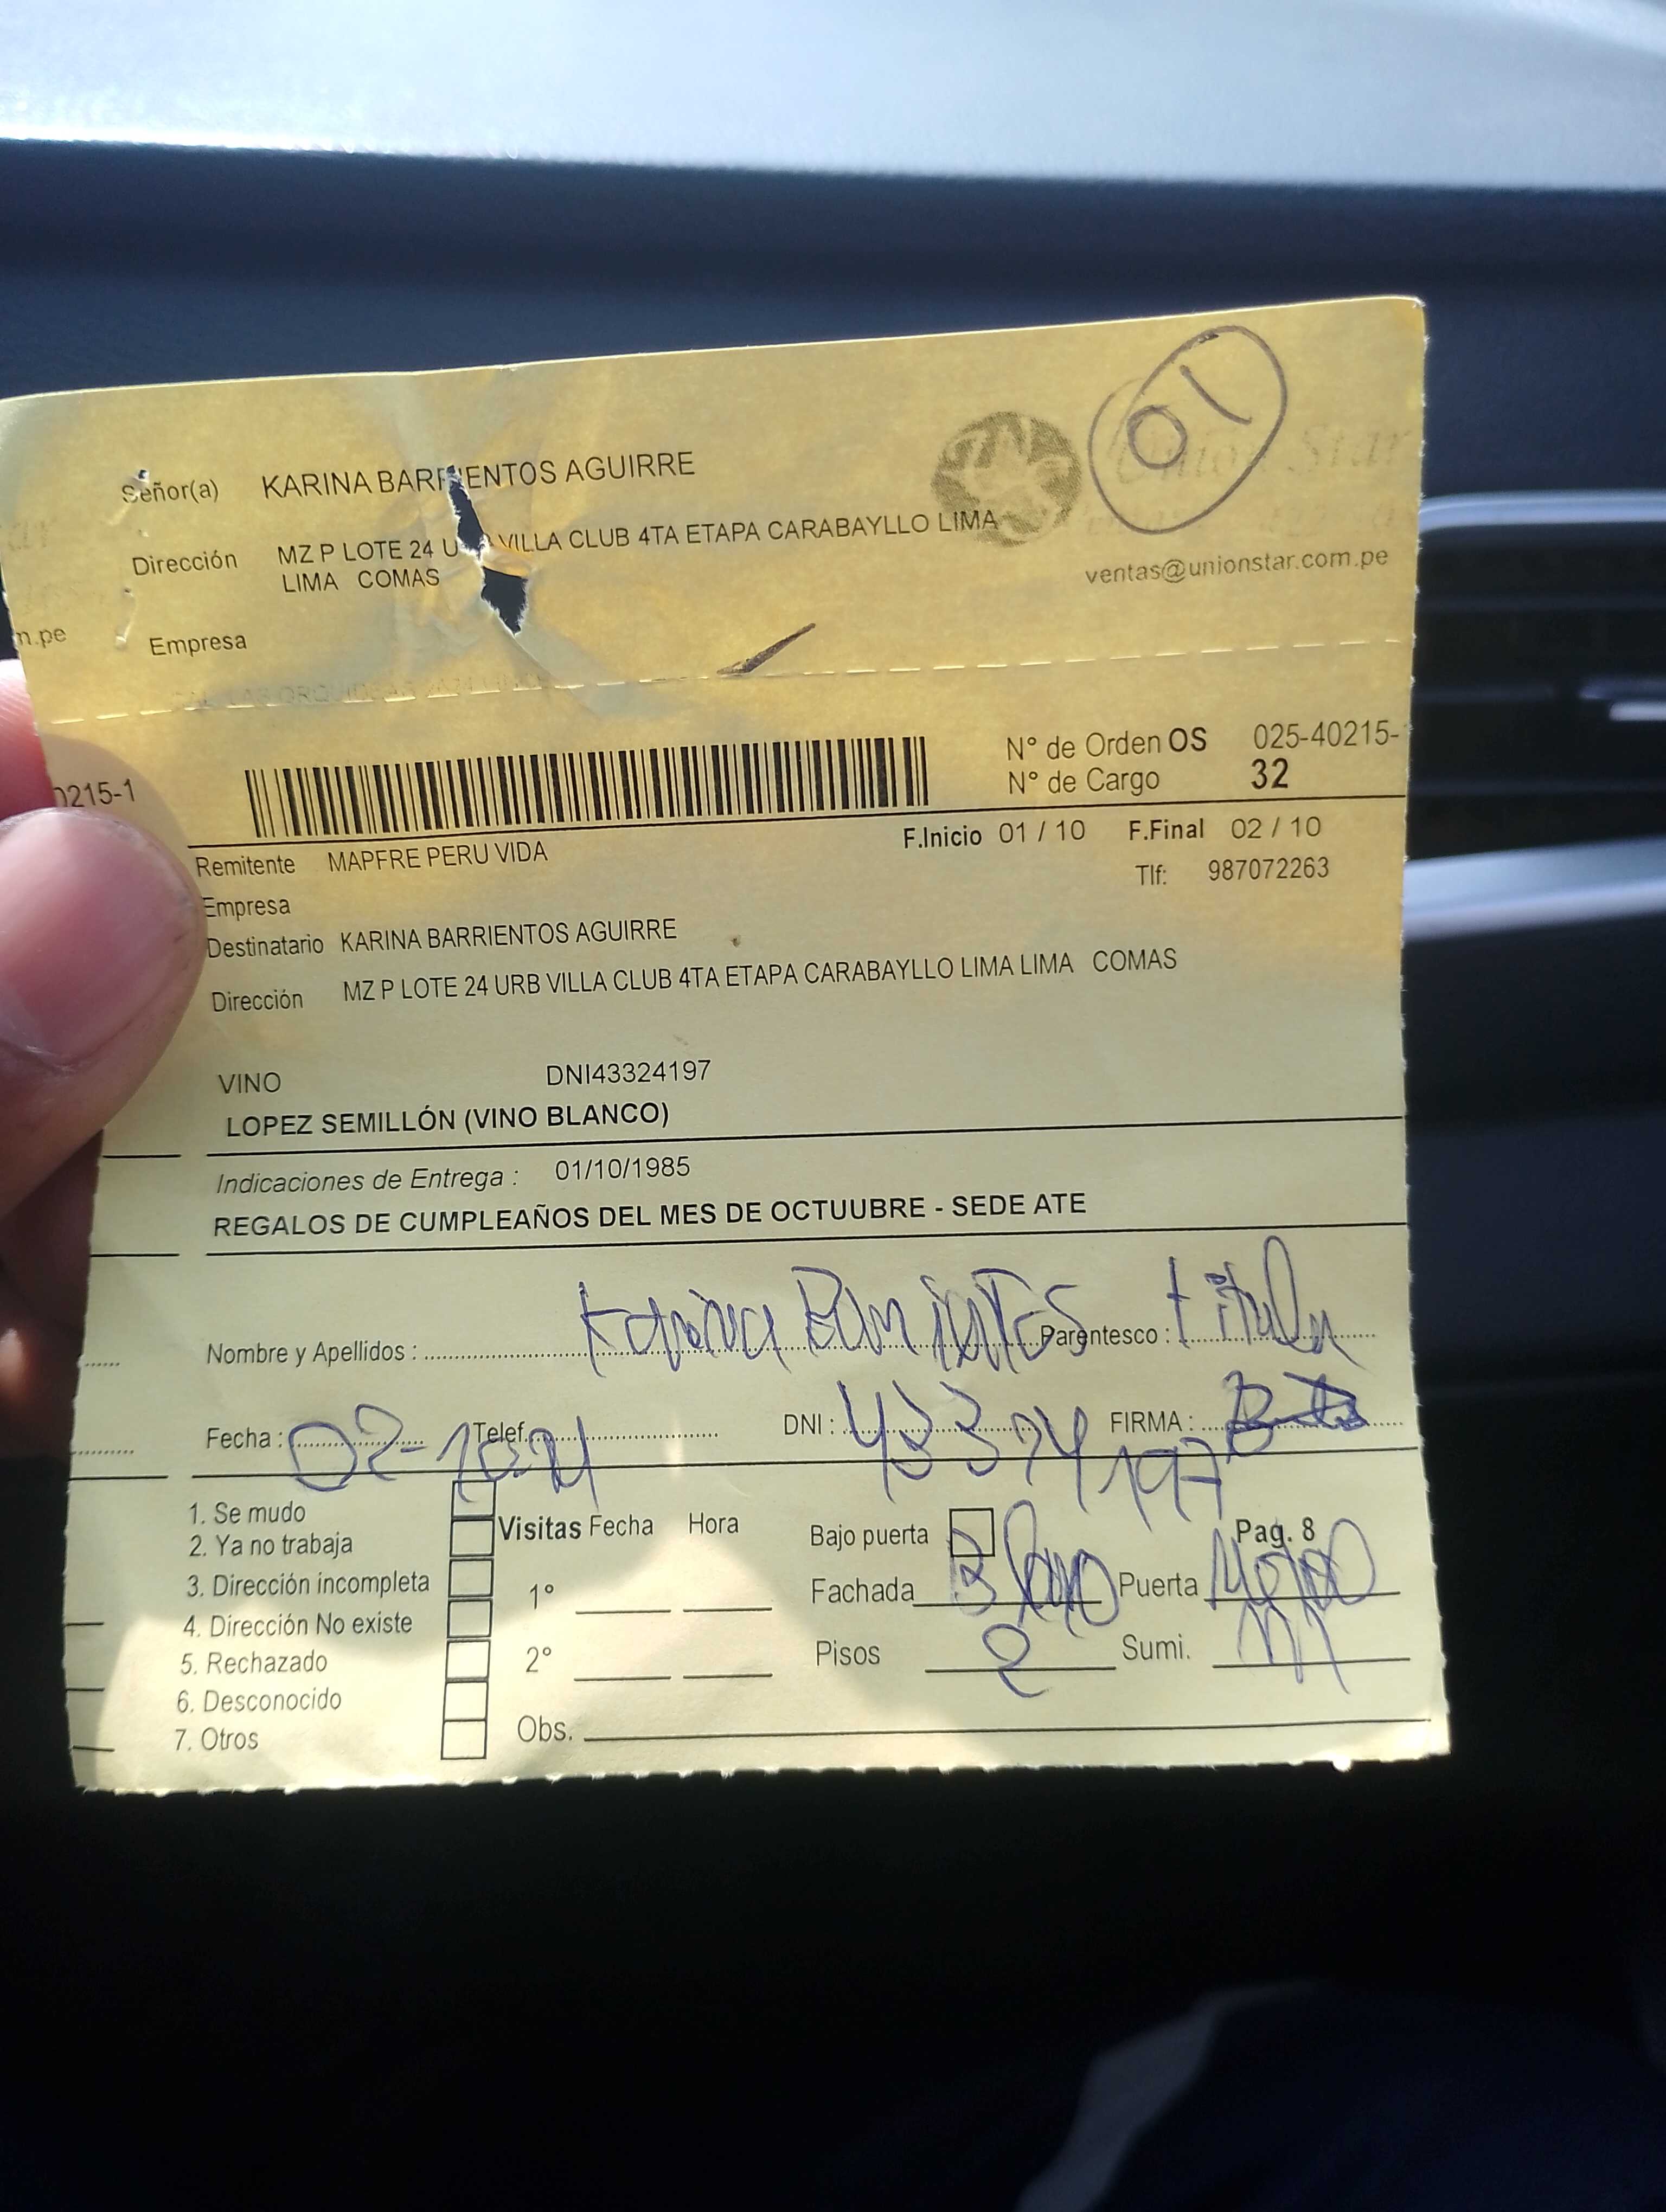 01
Union Star
Señor(a) KARINA BARRIENTOS AGUIRRE
Dirección MZ P LOTE 24 U VILLA CLUB 4TA ETAPA CARABAYLLO LIMA
LIMA COMAS
ventas@unionstar.com.pe
m.pe
Empresa
0215-1
N° de Orden OS 025-40215-
N° de Cargo 32
F.Inicio 01 / 10 F.Final 02 / 10
Remitente MAPFRE PERU VIDA
Tlf: 987072263
Empresa
Destinatario KARINA BARRIENTOS AGUIRRE
Dirección MZ P LOTE 24 URB VILLA CLUB 4TA ETAPA CARABAYLLO LIMA LIMA COMAS
VINO DNI43324197
LOPEZ SEMILLÓN (VINO BLANCO)
Indicaciones de Entrega : 01/10/1985
REGALOS DE CUMPLEAÑOS DEL MES DE OCTUUBRE - SEDE ATE
Nombre y Apellidos : Karina Barrientos Parentesco : titular
Fecha : 02-10-21 Telef. DNI : 43324197 FIRMA :
1. Se mudo
2. Ya no trabaja
3. Dirección incompleta
4. Dirección No existe
5. Rechazado
6. Desconocido
7. Otros
Visitas Fecha Hora
1°
2°
Obs.
Bajo puerta Pag. 8
Fachada Puerta
Pisos 2 Sumi.